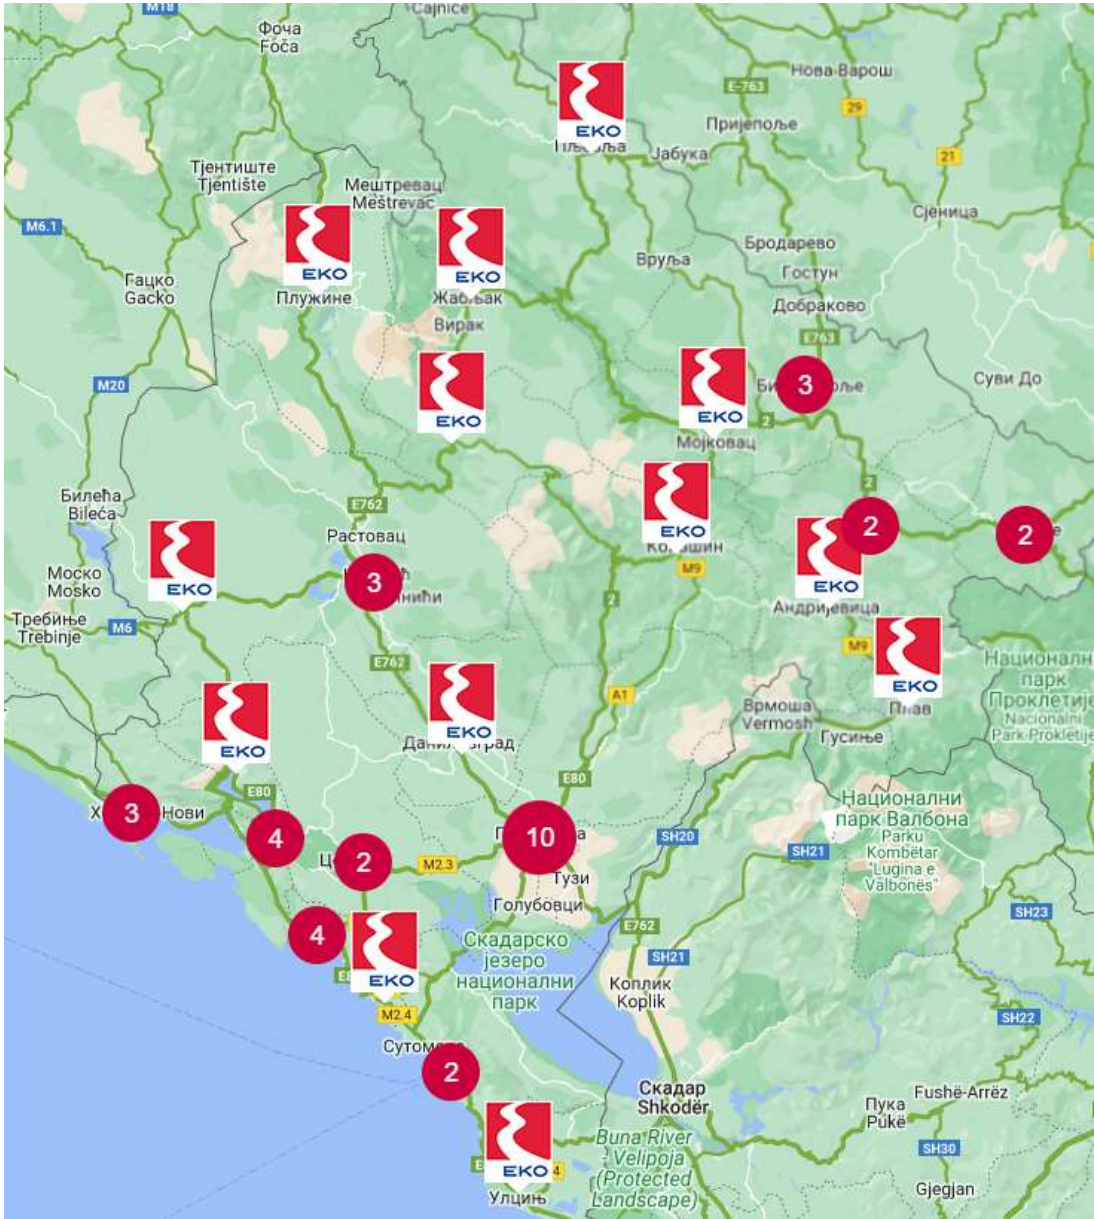 M18
Čajniče
Фоча
Foča
Нова Варош
E-763
EKO
29
Пријепоље
Јабука
21
Тјентиште
Tjentište
Мештревац
Meštrevac
Сјеница
M6.1
EKO
EKO
Бродарево
Вруља
Гостун
Гацко
Gacko
Плужине
Жабљак
Добраково
Вирак
E763
3
Суви До
M20
EKO
EKO
2
Мојковац
Билећа
Bileća
E762
2
Растовац
2
2
EKO
EKO
EKO
M9
Моско
Mosko
3
2
Андријевица
Требиње
Trebinje
M6
M9
E762
EKO
Национални
парк
Проклетије
Nacionalni
Park Prokletije
EKO
A1
Врмоша
Vermosh
Плав
Гусиње
EKO
E80
E80
3
Нови
4
10
SH20
Национални
парк Валбона
Parku
Kombëtar
"Lugina e
Valbonës"
SH21
2
M2.3
Тузи
Голубовци
SH23
4
E762
SH21
Скадарско
језеро
национални
парк
EKO
Коплик
Koplik
M2.4
SH22
2
Скадар
Shkodër
Fushë-Arrëz
Пука
Pukë
EKO
4
Buna River
- Velipoja
(Protected
Landscape)
SH30
Улцињ
Gjegjan